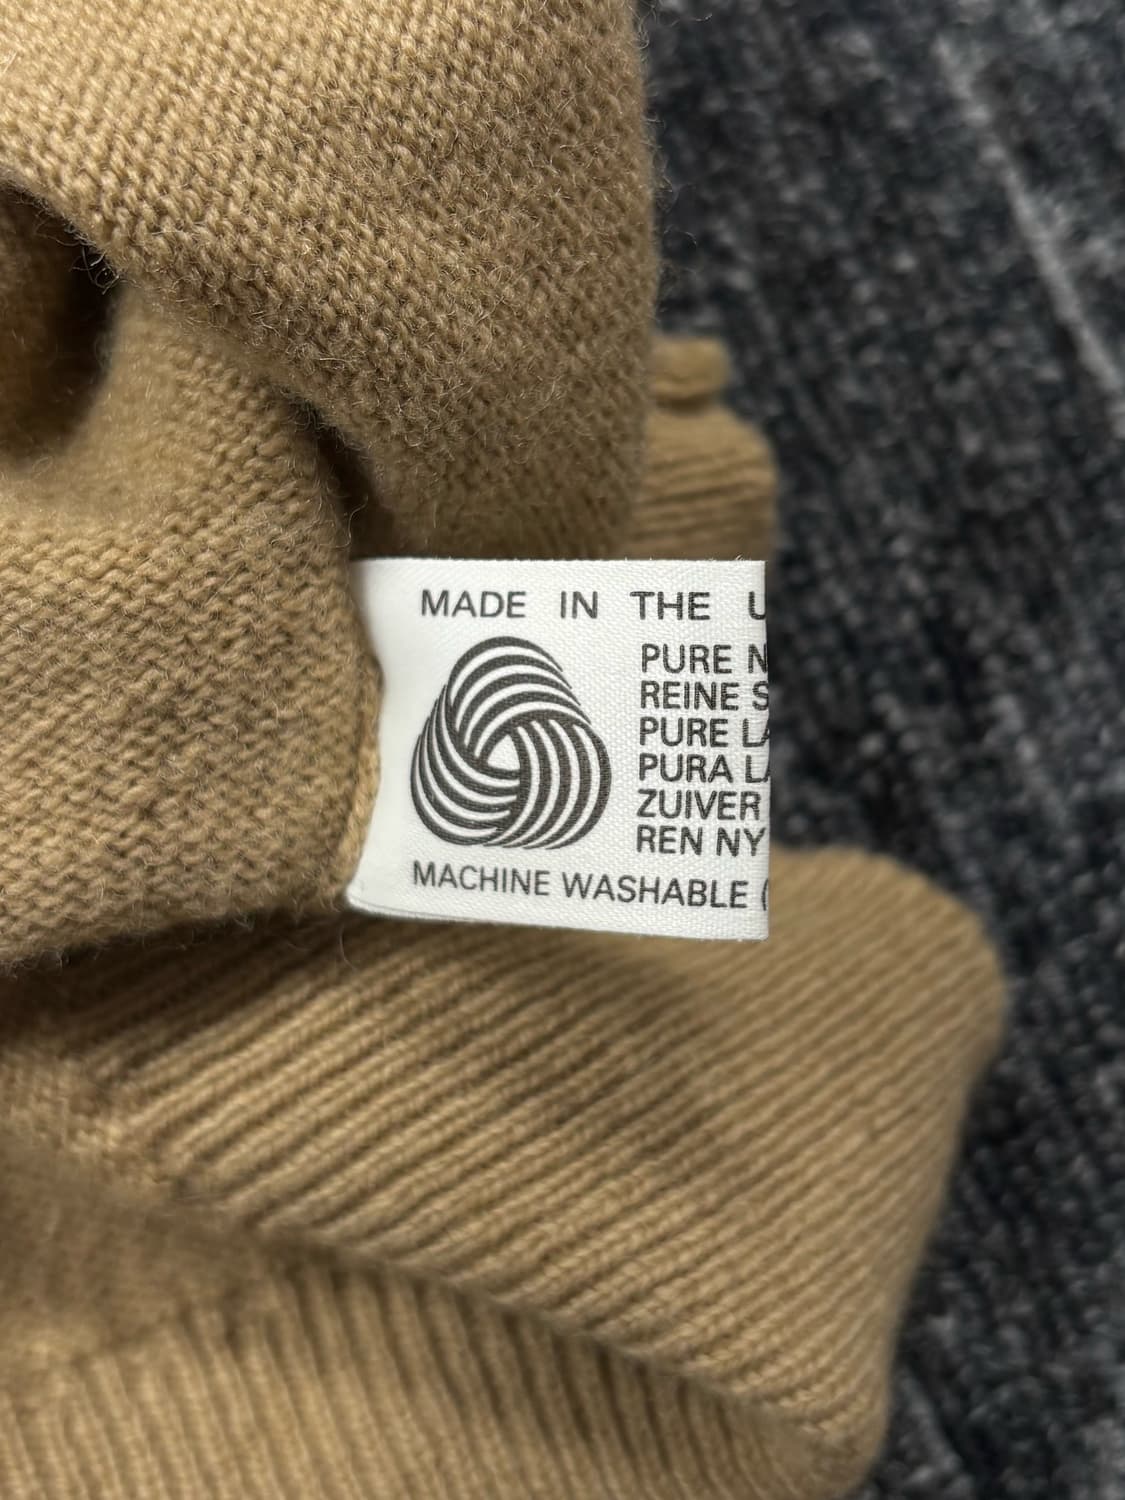 MADE IN THE U
PURE N
REINE S
PURE LA
PURA LA
ZUIVER
REN NY
MACHINE WASHABLE (